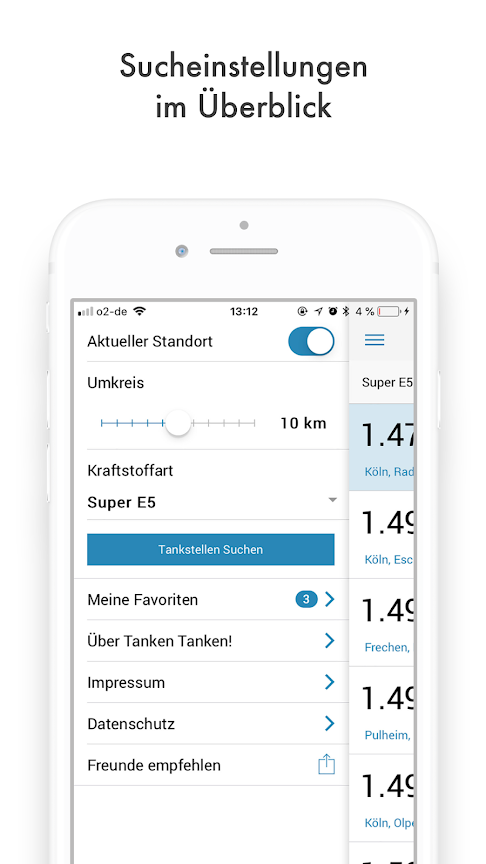 Sucheinstellungen
im Überblick
o2-de 13:12 4 %
Aktueller Standort
Umkreis
10 km
Kraftstoffart
Super E5
Tankstellen Suchen
Meine Favoriten 3
Über Tanken Tanken!
Impressum
Datenschutz
Freunde empfehlen
Super E5
1.47
Köln, Rad
1.49
Köln, Esc
1.49
Frechen,
1.49
Pulheim,
1.49
Köln, Olpe